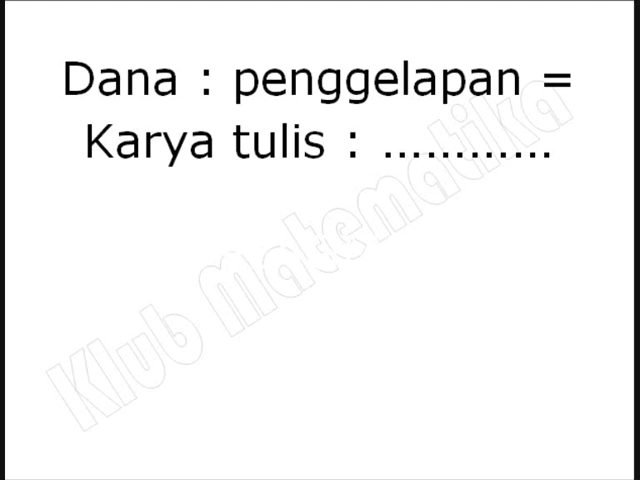 Dana : penggelapan =
Karya tulis : ............
Klub Matematika